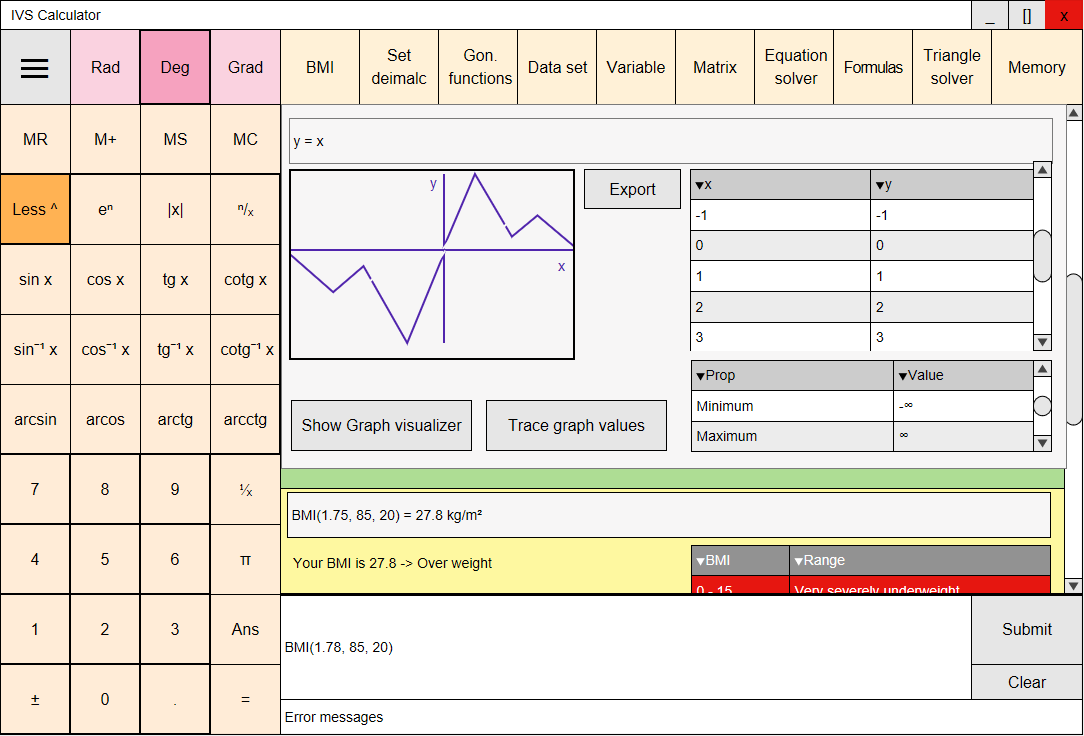 IVS Calculator _ [] x
Rad Deg Grad BMI Set deimalc Gon. functions Data set Variable Matrix Equation solver Formulas Triangle solver Memory
MR M+ MS MC
Less ^ eⁿ |x| ⁿ/ₓ
sin x cos x tg x cotg x
sin⁻¹ x cos⁻¹ x tg⁻¹ x cotg⁻¹ x
arcsin arcos arctg arcctg
7 8 9 ⅟ₓ
4 5 6 π
1 2 3 Ans
± 0 . =
y = x
y
x
Export
▼x ▼y
-1 -1
0 0
1 1
2 2
3 3
▼Prop ▼Value
Minimum -∞
Maximum ∞
Show Graph visualizer Trace graph values
BMI(1.75, 85, 20) = 27.8 kg/m²
Your BMI is 27.8 -> Over weight
▼BMI ▼Range
0 - 15 Very severely underweight
BMI(1.78, 85, 20)
Submit
Clear
Error messages